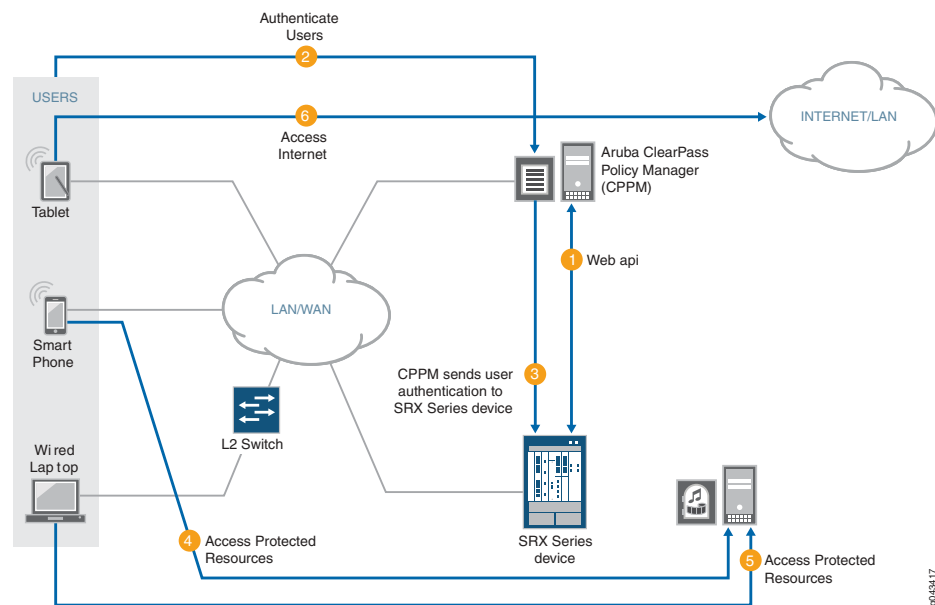 Authenticate
Users
2
USERS
6
INTERNET/LAN
Access
Internet
Aruba ClearPass
Policy Manager
(CPPM)
Tablet
1 Web api
LAN/WAN
Smart
Phone
CPPM sends user
authentication to
SRX Series device
3
L2 Switch
Wi red
Lap top
SRX Series
device
4 Access Protected
Resources
5 Access Protected
Resources
g043417